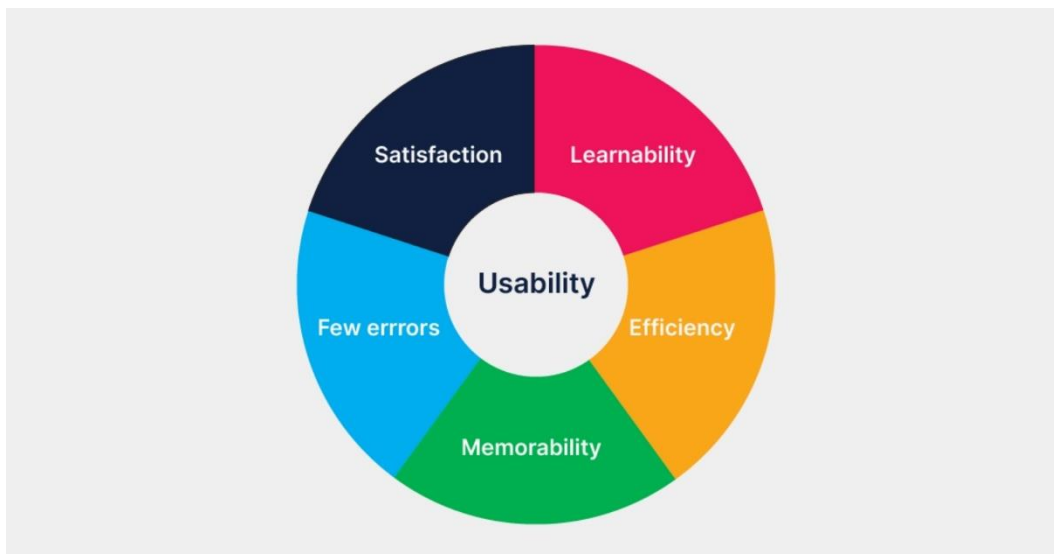 Satisfaction
Learnability
Usability
Few errrors
Efficiency
Memorability